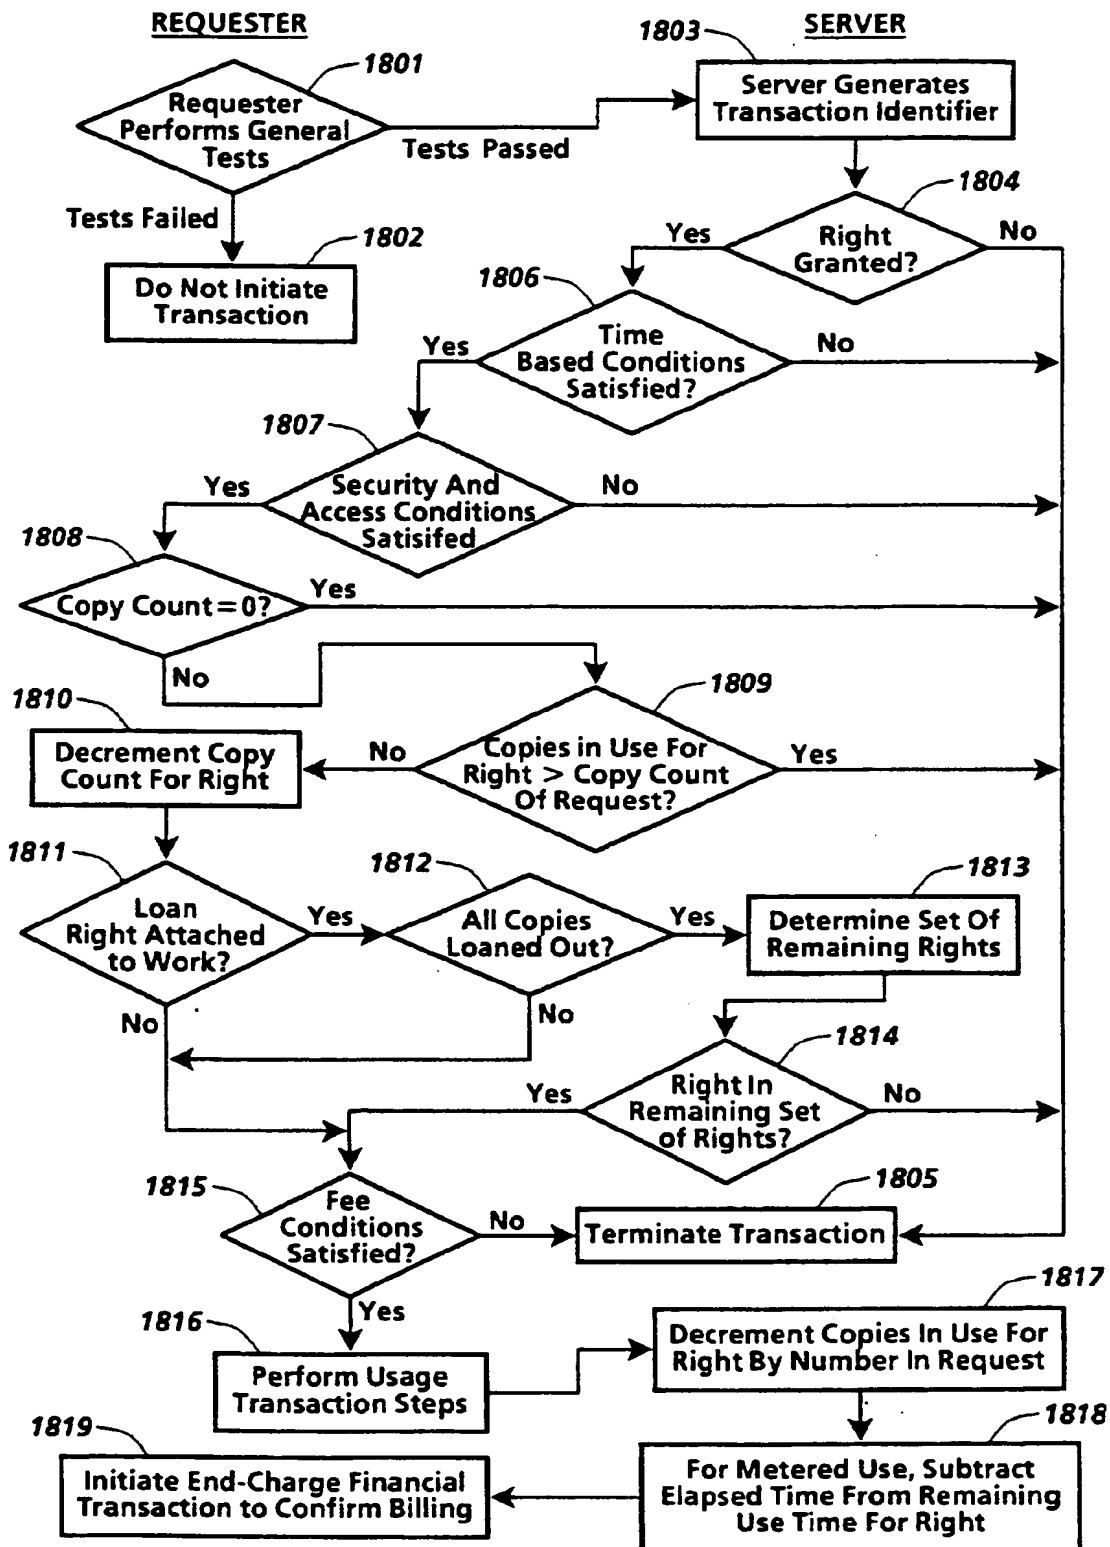 REQUESTER
SERVER
1801
1803
Requester
Performs General
Tests
Server Generates
Transaction Identifier
Tests Passed
Tests Failed
1802
Do Not Initiate
Transaction
1804
Right
Granted?
Yes
No
1806
Time
Based Conditions
Satisfied?
Yes
No
1807
Security And
Access Conditions
Satisifed
Yes
No
1808
Copy Count=0?
Yes
No
1809
Copies in Use For
Right > Copy Count
Of Request?
No
Yes
1810
Decrement Copy
Count For Right
1811
Loan
Right Attached
to Work?
Yes
No
1812
All Copies
Loaned Out?
Yes
No
1813
Determine Set Of
Remaining Rights
1814
Right In
Remaining Set
of Rights?
Yes
No
1815
Fee
Conditions
Satisfied?
No
Yes
1805
Terminate Transaction
1816
Perform Usage
Transaction Steps
1817
Decrement Copies In Use For
Right By Number In Request
1818
For Metered Use, Subtract
Elapsed Time From Remaining
Use Time For Right
1819
Initiate End-Charge Financial
Transaction to Confirm Billing